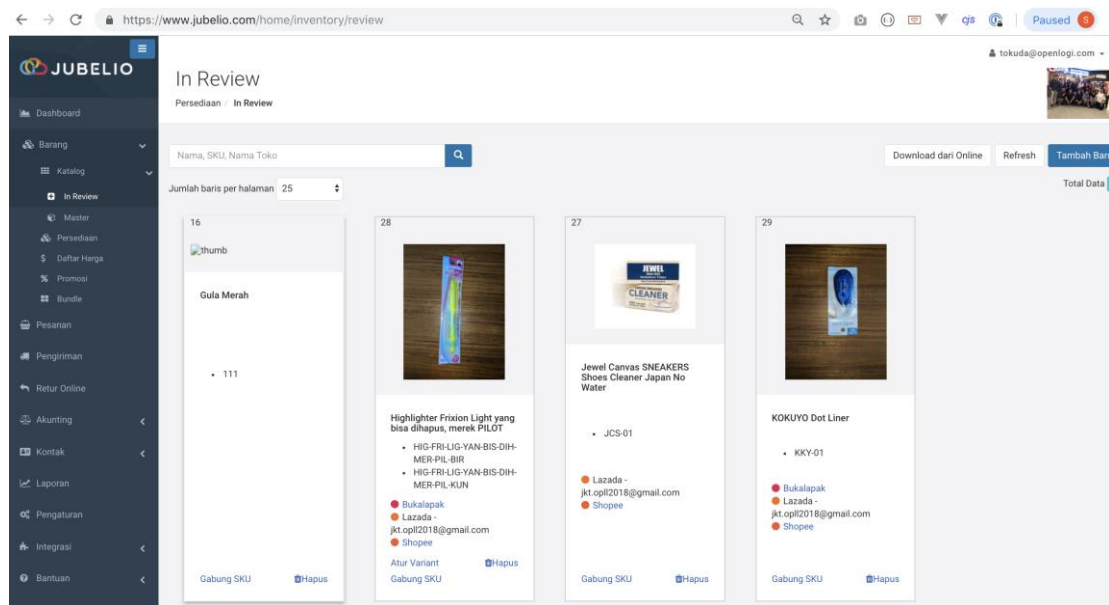 https://www.jubelio.com/home/inventory/review
cjs
Paused
S
JUBELIO
tokuda@openlogi.com
In Review
Persediaan / In Review
Dashboard
Barang
Katalog
In Review
Master
Persediaan
Daftar Harga
Promosi
Bundle
Pesanan
Pengiriman
Retur Online
Akunting
Kontak
Laporan
Pengaturan
Integrasi
Bantuan
Nama, SKU, Nama Toko
Download dari Online
Refresh
Tambah Bar
Jumlah baris per halaman 25
Total Data
16
thumb
Gula Merah
111
Gabung SKU
Hapus
28
Highlighter Frixion Light yang
bisa dihapus, merek PILOT
HIG-FRI-LIG-YAN-BIS-DIH-
MER-PIL-BIR
HIG-FRI-LIG-YAN-BIS-DIH-
MER-PIL-KUN
Bukalapak
Lazada -
jkt.opll2018@gmail.com
Shopee
Atur Variant
Hapus
Gabung SKU
27
JEWEL
CLEANER
Jewel Canvas SNEAKERS
Shoes Cleaner Japan No
Water
JCS-01
Lazada -
jkt.opll2018@gmail.com
Shopee
Gabung SKU
Hapus
29
KOKUYO Dot Liner
KKY-01
Bukalapak
Lazada -
jkt.opll2018@gmail.com
Shopee
Gabung SKU
Hapus